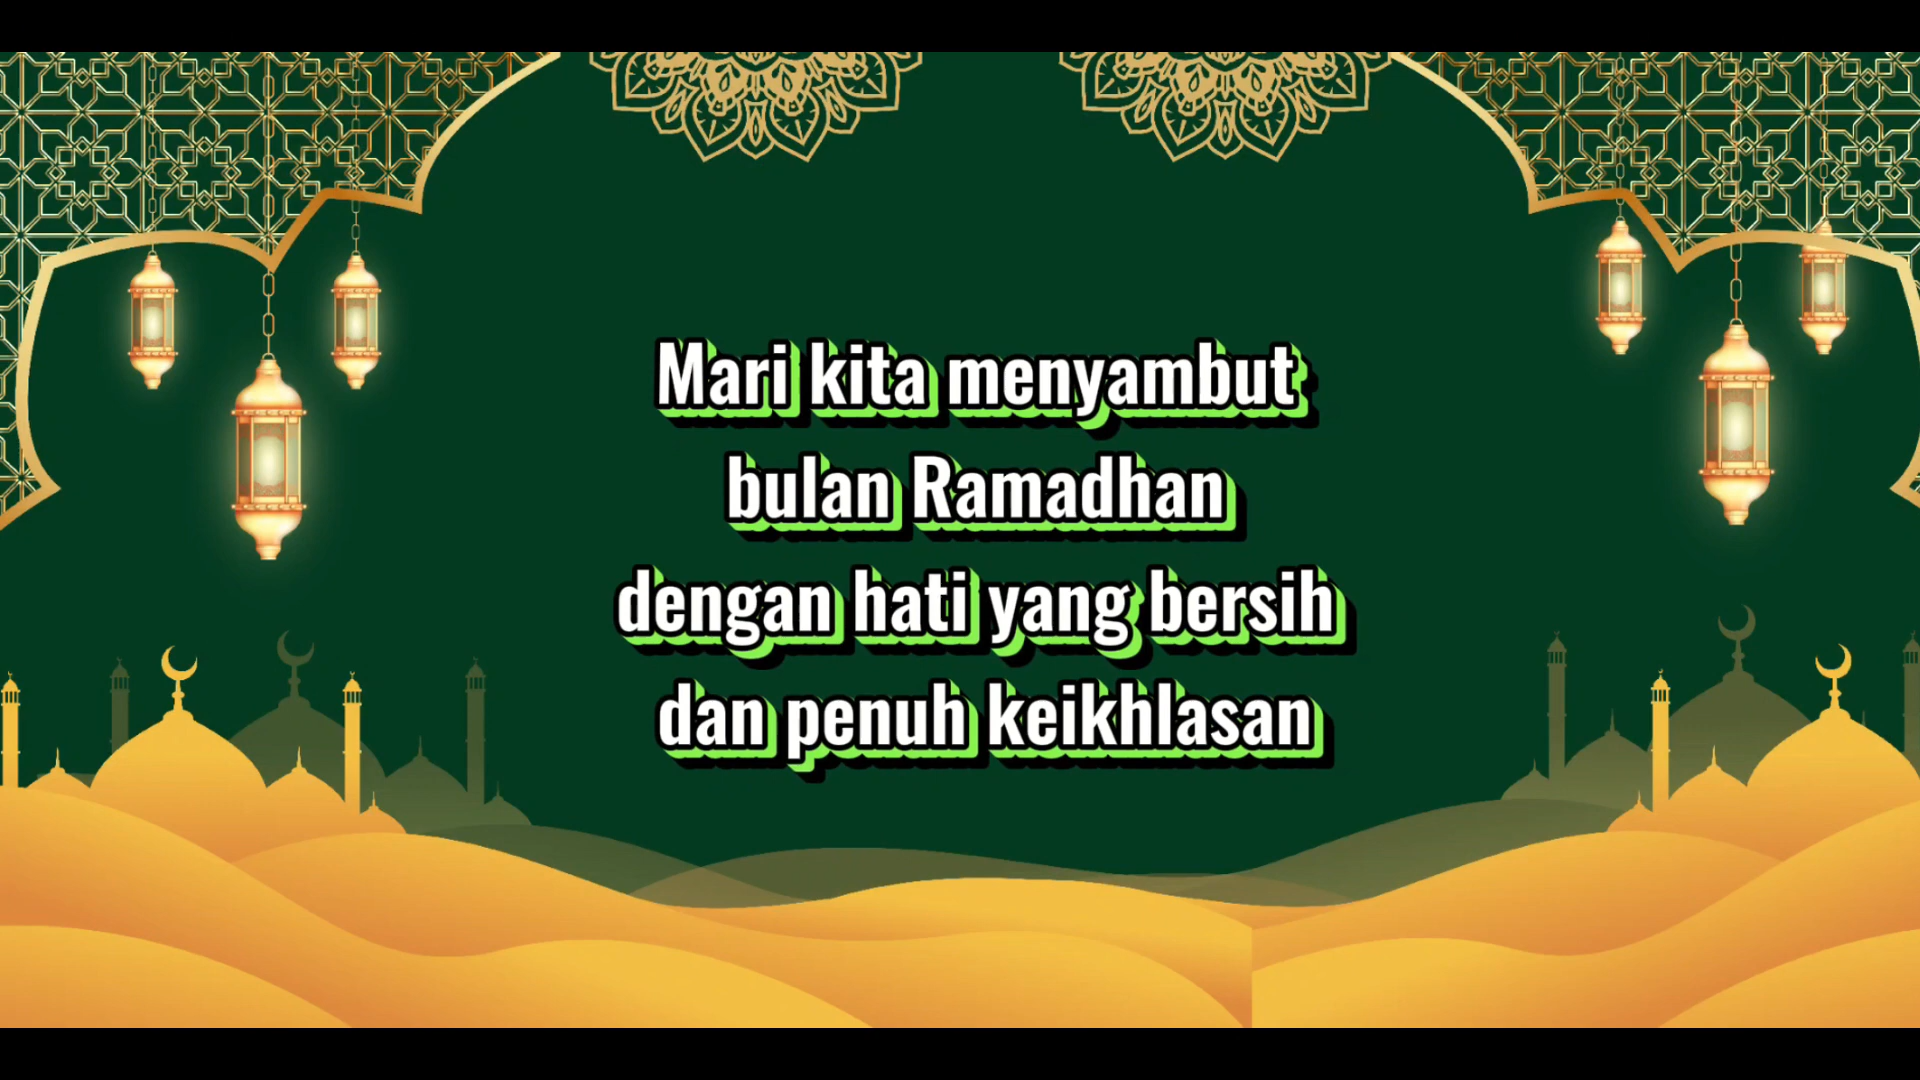 Mari kita menyambut
bulan Ramadhan
dengan hati yang bersih
dan penuh keikhlasan